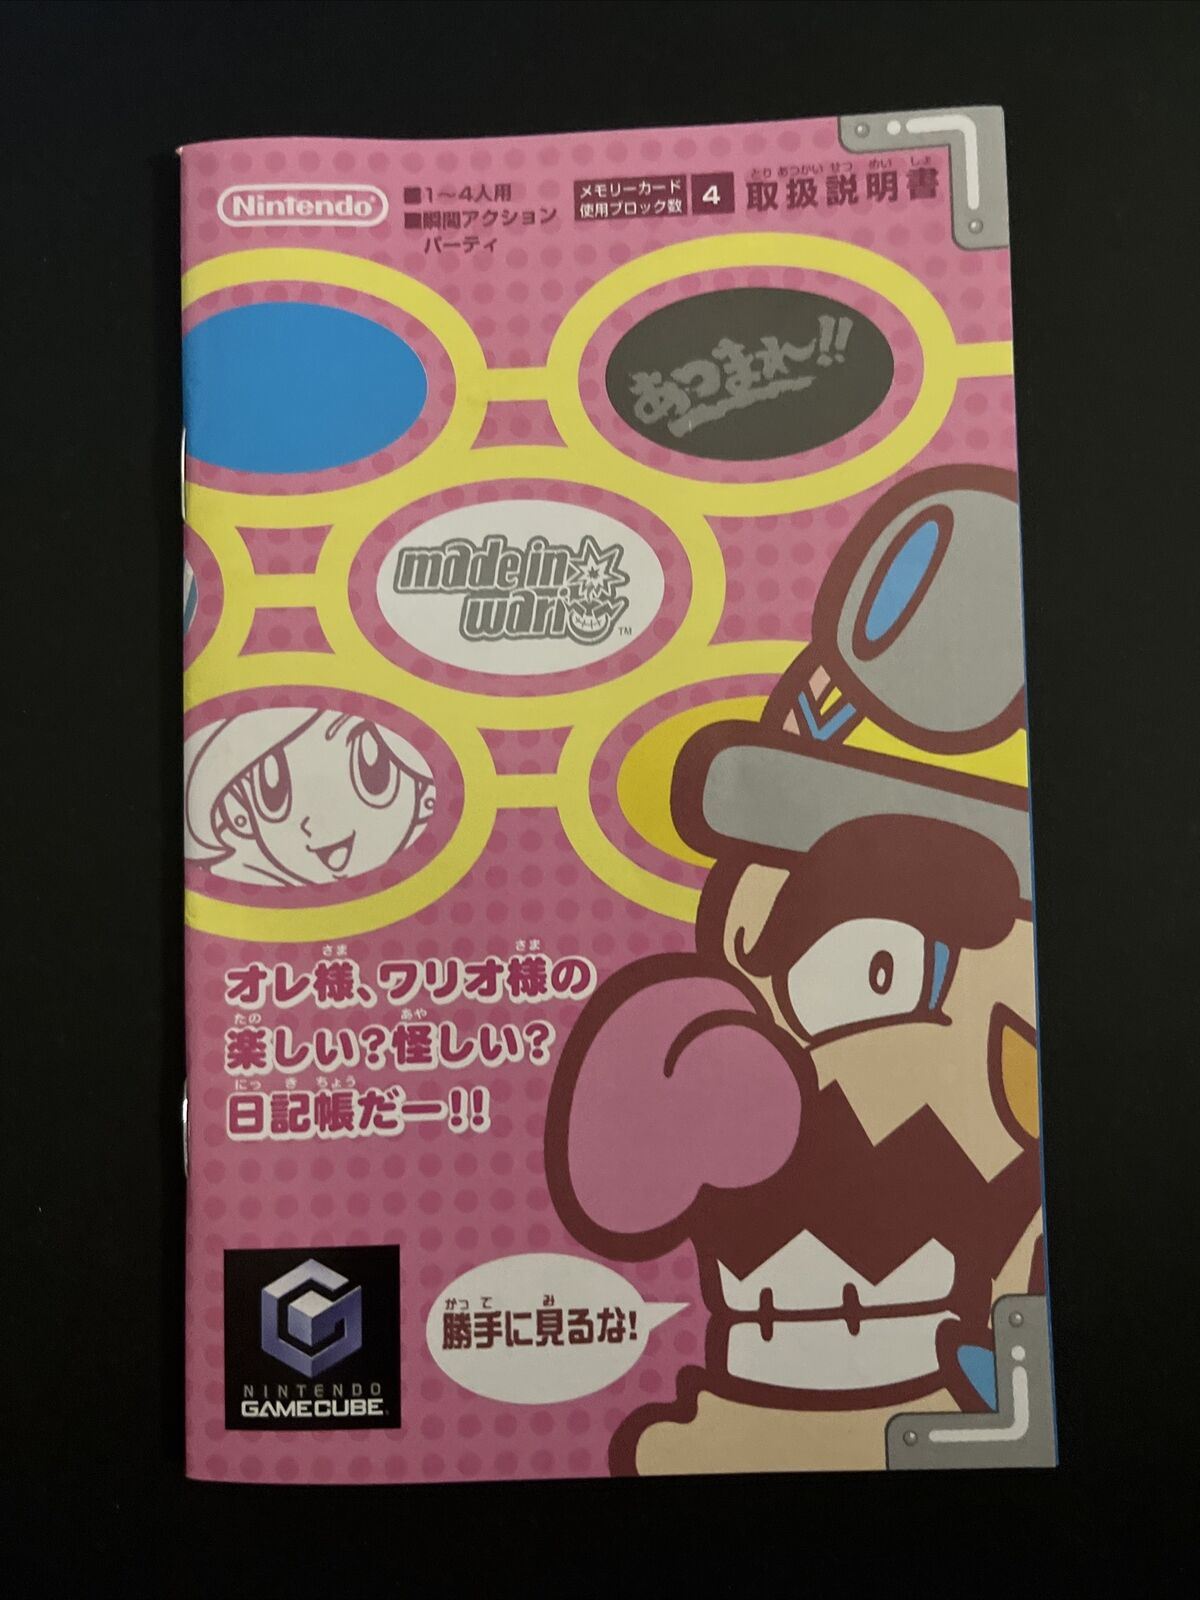 Nintendo
■1～4人用
■瞬間アクション
パーティ
メモリーカード
使用ブロック数
4
とりあつかいせつめいしょ
取扱説明書
あつまれ!!
made in
wario
TM
さま さま
オレ様、ワリオ様の
たの あや
楽しい?怪しい?
にっきちょう
日記帳だー!!
かって み
勝手に見るな!
NINTENDO
GAMECUBE